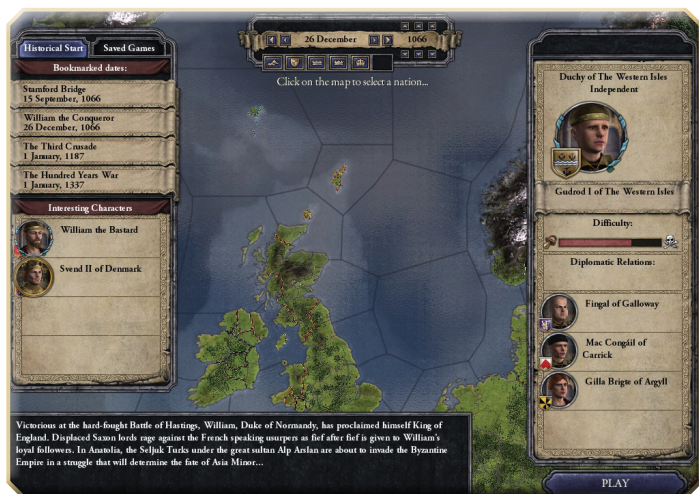 Historical Start
Saved Games
Bookmarked dates:
Stamford Bridge
15 September, 1066
William the Conqueror
26 December, 1066
The Third Crusade
1 January, 1187
The Hundred Years War
1 January, 1337
Interesting Characters
William the Bastard
Svend II of Denmark
26 December
1066
Click on the map to select a nation...
Duchy of The Western Isles
Independent
Gudrod I of The Western Isles
Difficulty:
Diplomatic Relations:
Fingal of Galloway
Mac Congáil of
Carrick
Gilla Brigte of Argyll
Victorious at the hard-fought Battle of Hastings, William, Duke of Normandy, has proclaimed himself King of
England. Displaced Saxon lords rage against the French speaking usurpers as fief after fief is given to William's
loyal followers. In Anatolia, the Seljuk Turks under the great sultan Alp Arslan are about to invade the Byzantine
Empire in a struggle that will determine the fate of Asia Minor...
PLAY